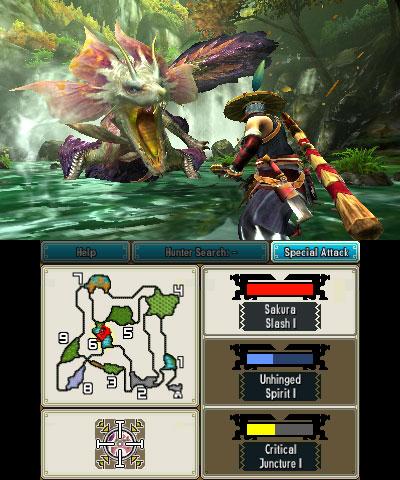 Help
Hunter Search: -
Special Attack
7
4
9
6
5
1
3
8
2
Sakura
Slash I
Unhinged
Spirit I
Critical
Juncture I